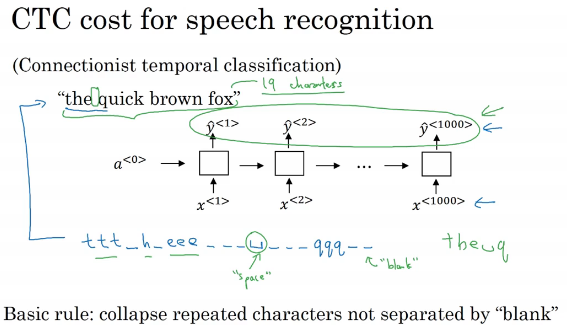 CTC cost for speech recognition
(Connectionist temporal classification)
"the quick brown fox" 19 characters
ŷ<1> ŷ<2> ŷ<1000>
a<0> ...
x<1> x<2> x<1000>
ttt_h_eee___␣___qqq__ the␣q
"space" "blank"
Basic rule: collapse repeated characters not separated by "blank"